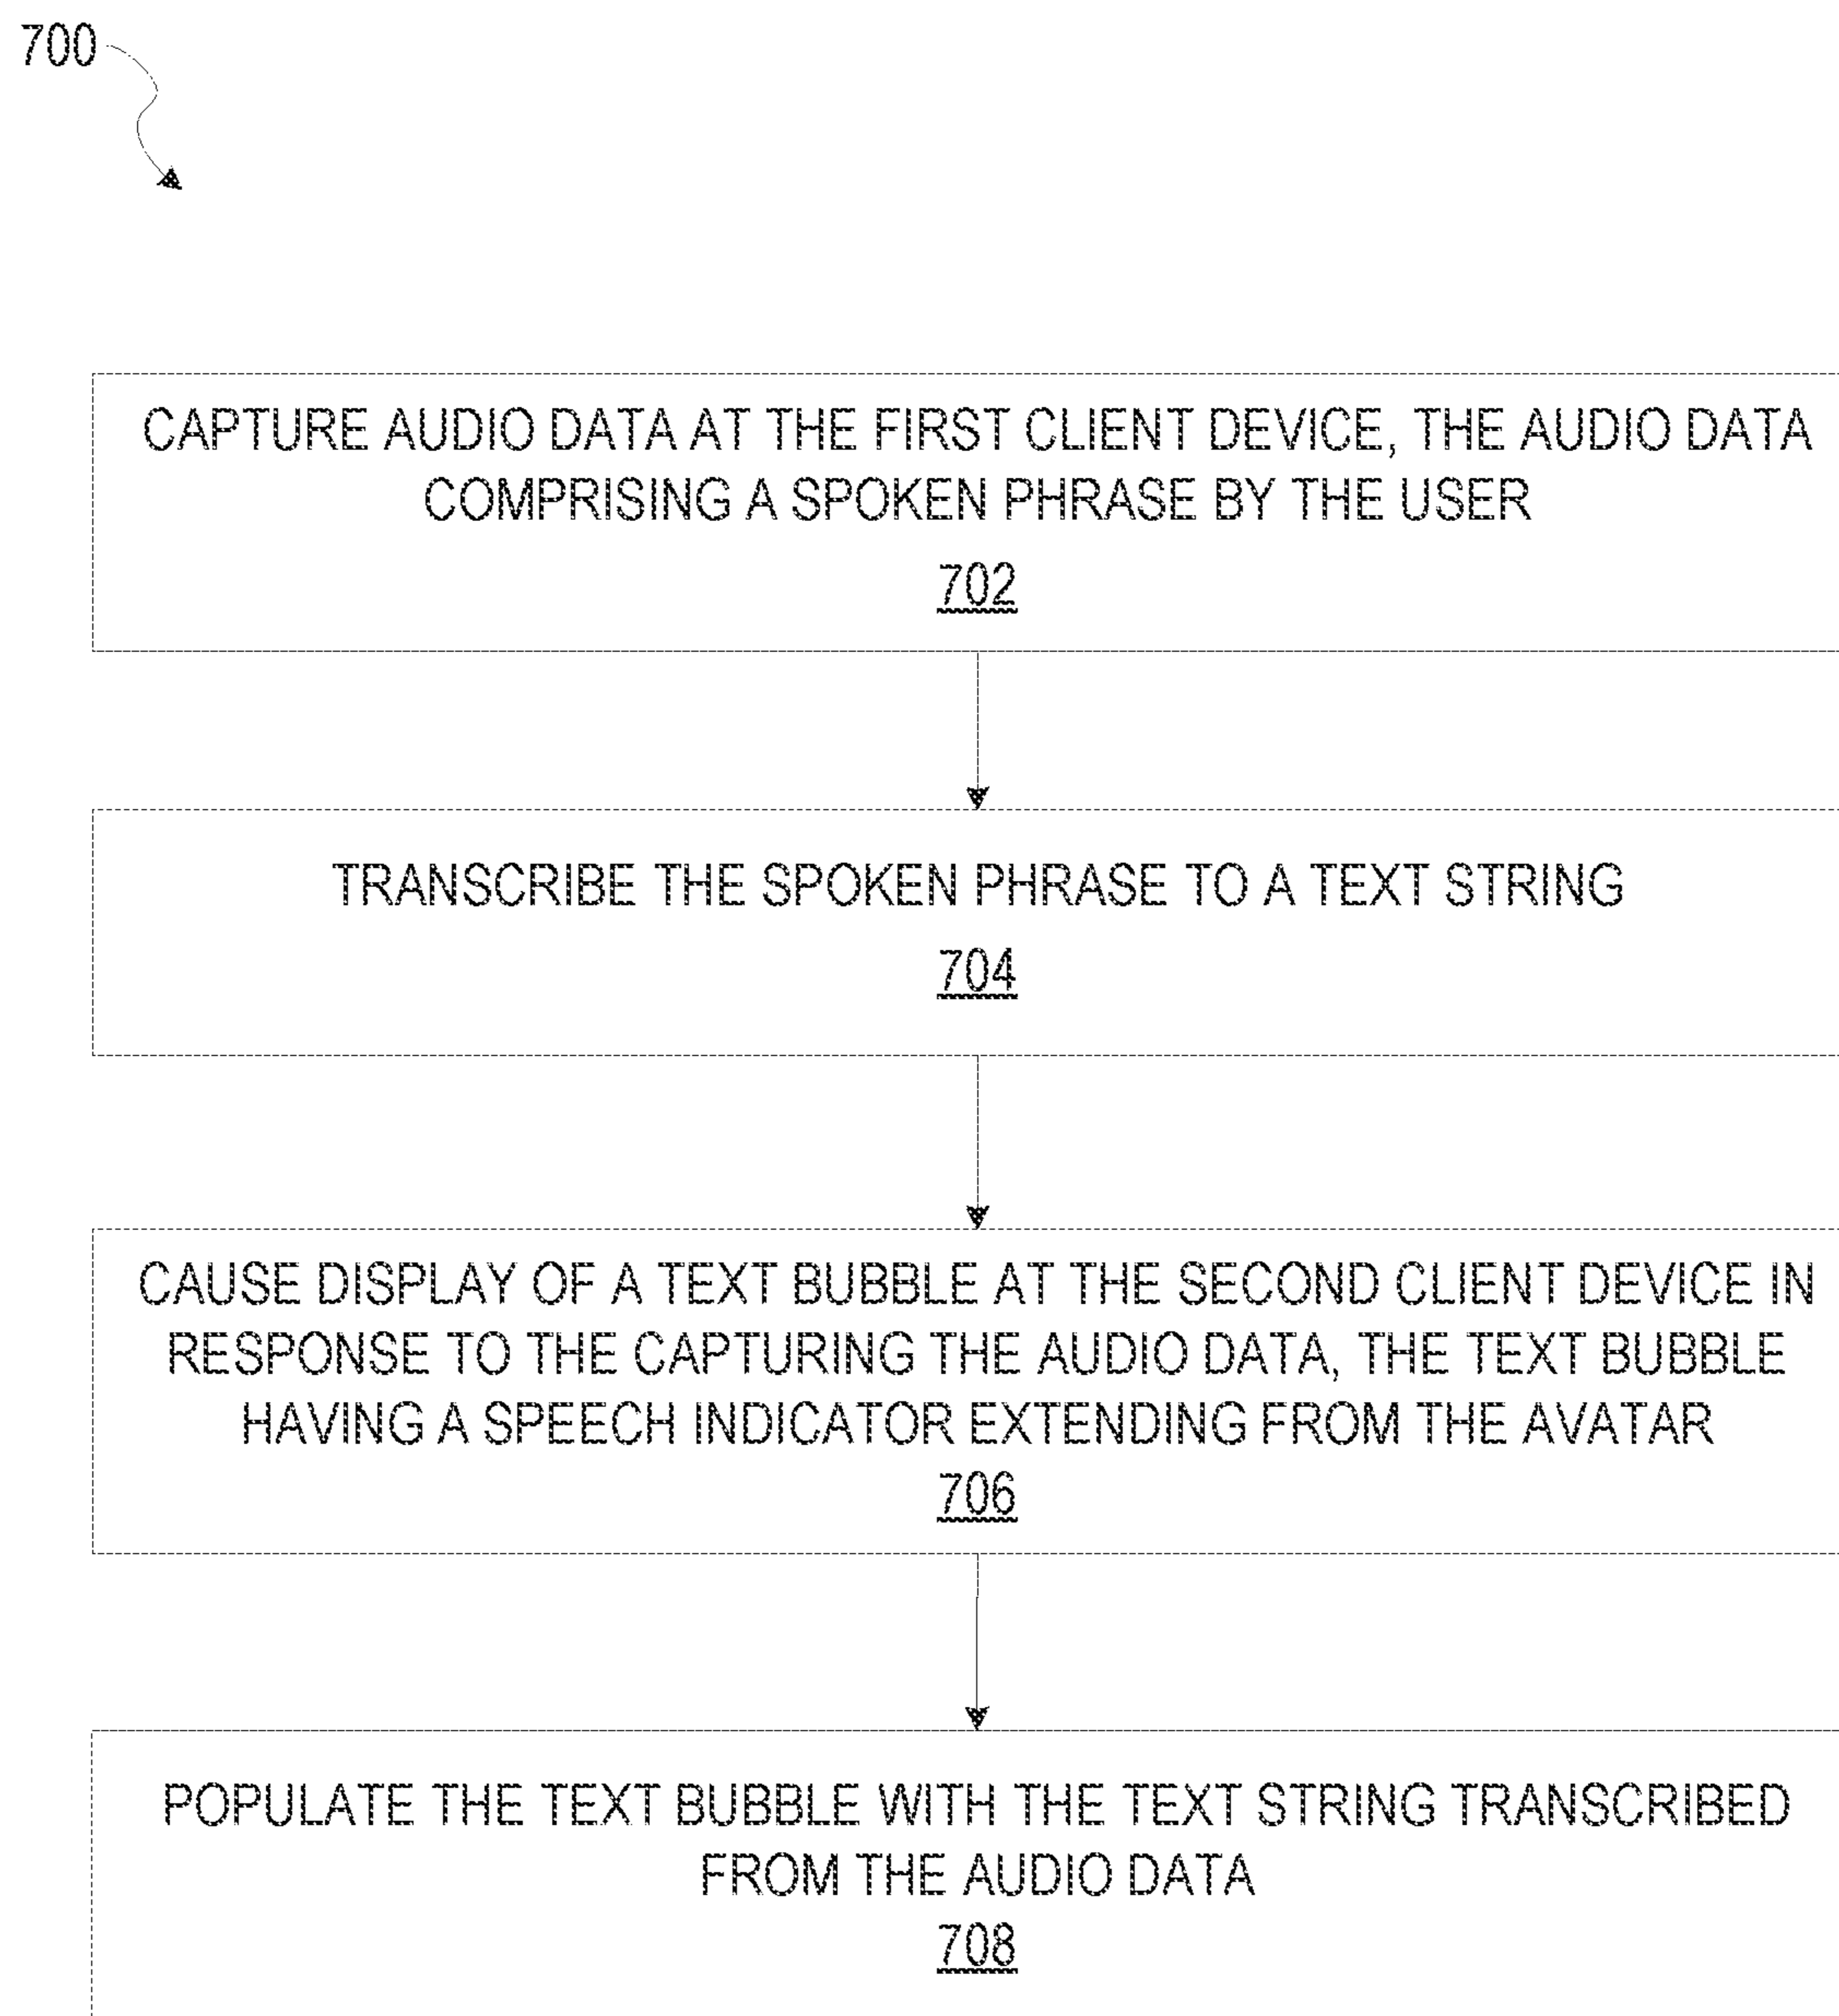 700
CAPTURE AUDIO DATA AT THE FIRST CLIENT DEVICE, THE AUDIO DATA
COMPRISING A SPOKEN PHRASE BY THE USER
702
TRANSCRIBE THE SPOKEN PHRASE TO A TEXT STRING
704
CAUSE DISPLAY OF A TEXT BUBBLE AT THE SECOND CLIENT DEVICE IN
RESPONSE TO THE CAPTURING THE AUDIO DATA, THE TEXT BUBBLE
HAVING A SPEECH INDICATOR EXTENDING FROM THE AVATAR
706
POPULATE THE TEXT BUBBLE WITH THE TEXT STRING TRANSCRIBED
FROM THE AUDIO DATA
708